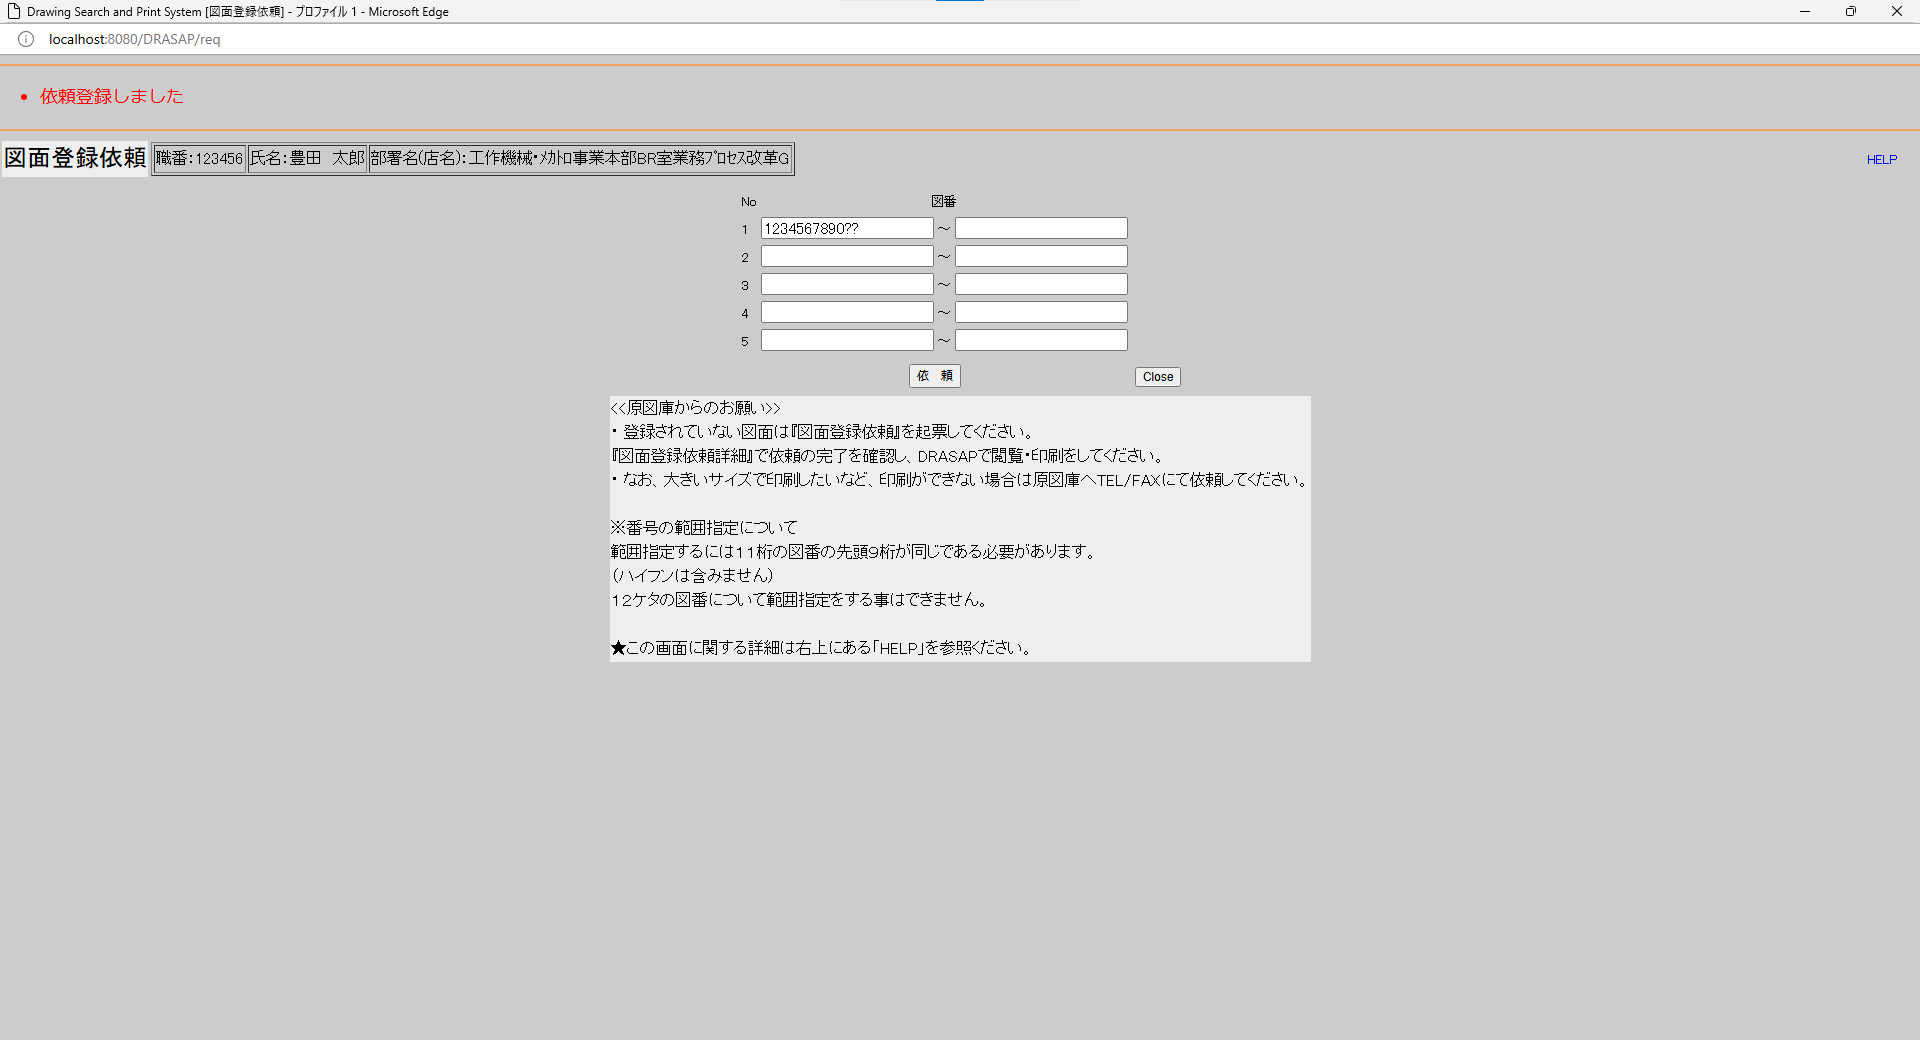 Drawing Search and Print System [図面登録依頼] - プロファイル 1 - Microsoft Edge
localhost:8080/DRASAP/req
• 依頼登録しました
図面登録依頼 職番：123456 氏名：豊田　太郎 部署名(店名)：工作機械・ﾒｶﾄﾛ事業本部BR室業務ﾌﾟﾛｾｽ改革G HELP
No 図番
1 1234567890?? ～
2 ～
3 ～
4 ～
5 ～
依　頼 Close
<<原図庫からのお願い>>
・ 登録されていない図面は『図面登録依頼』を起票してください。
『図面登録依頼詳細』で依頼の完了を確認し、DRASAPで閲覧・印刷をしてください。
・ なお、大きいサイズで印刷したいなど、印刷ができない場合は原図庫へTEL/FAXにて依頼してください。
※番号の範囲指定について
範囲指定するには１１桁の図番の先頭９桁が同じである必要があります。
（ハイフンは含みません）
１２ケタの図番について範囲指定をする事はできません。
★この画面に関する詳細は右上にある「HELP」を参照ください。